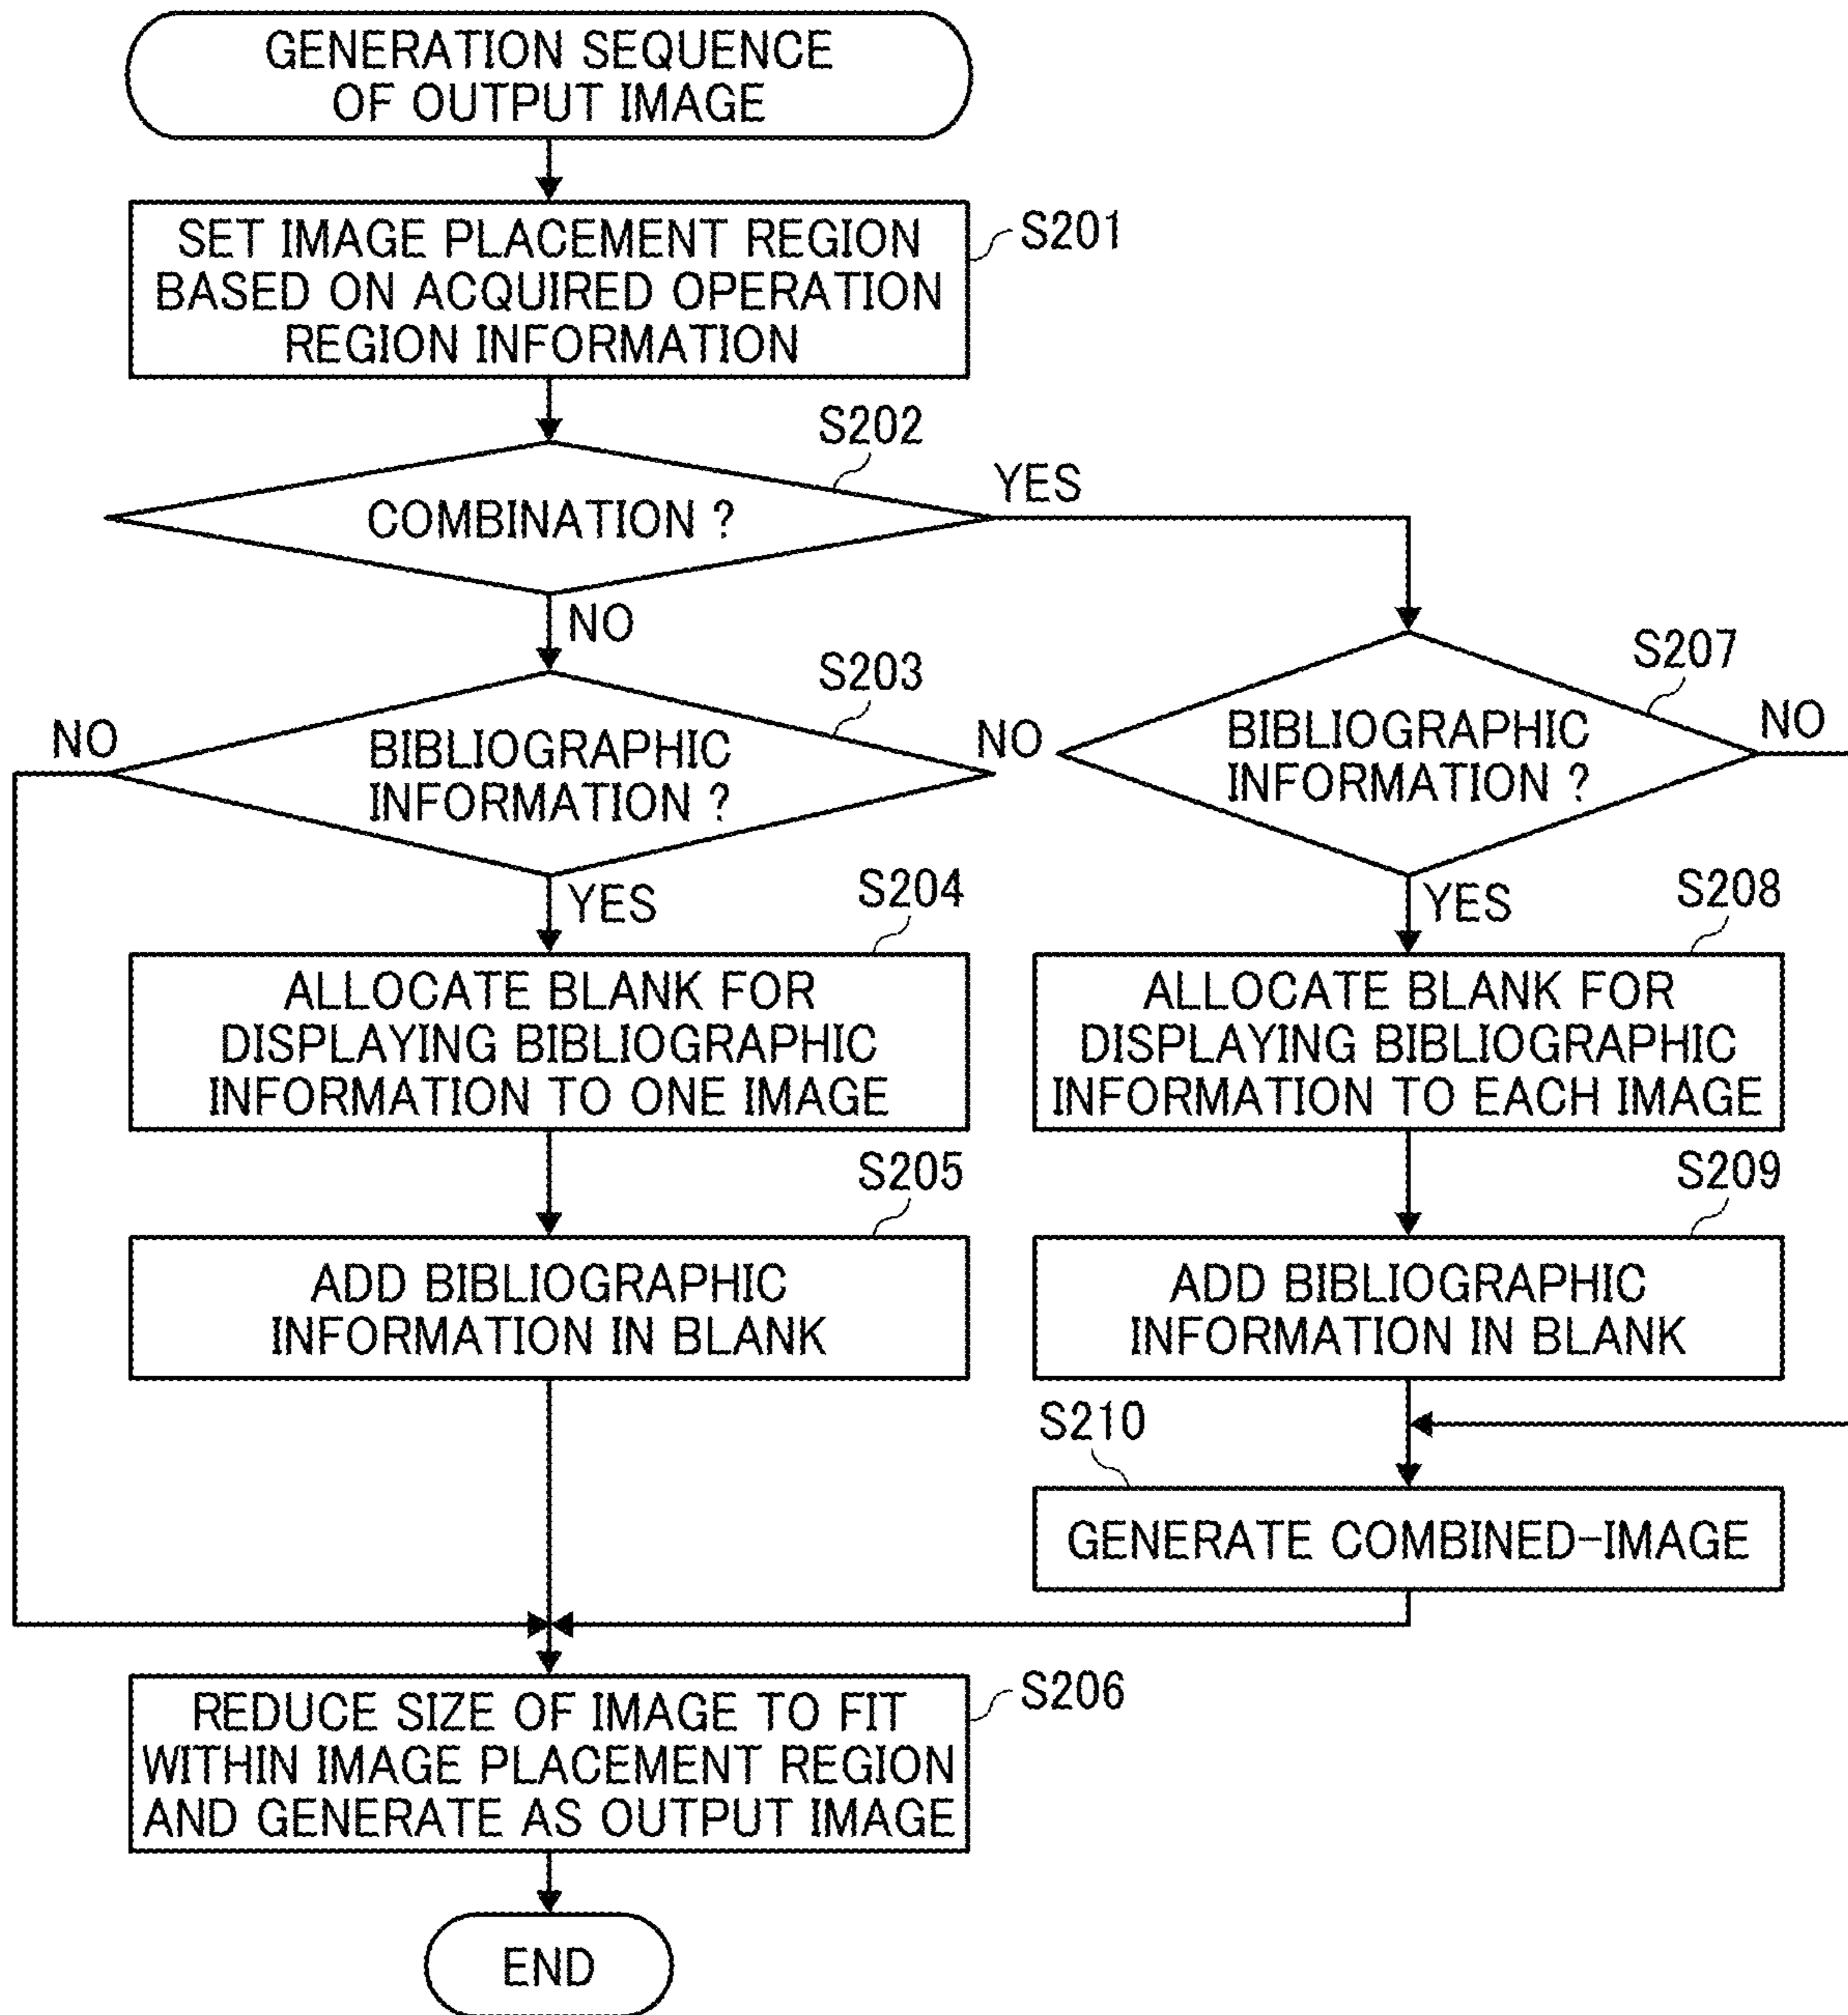 GENERATION SEQUENCE
OF OUTPUT IMAGE
SET IMAGE PLACEMENT REGION
BASED ON ACQUIRED OPERATION
REGION INFORMATION
S201
S202
COMBINATION ?
YES
NO
S203
NO
BIBLIOGRAPHIC
INFORMATION ?
NO
YES
S207
BIBLIOGRAPHIC
INFORMATION ?
NO
YES
S204
ALLOCATE BLANK FOR
DISPLAYING BIBLIOGRAPHIC
INFORMATION TO ONE IMAGE
S208
ALLOCATE BLANK FOR
DISPLAYING BIBLIOGRAPHIC
INFORMATION TO EACH IMAGE
S205
ADD BIBLIOGRAPHIC
INFORMATION IN BLANK
S209
ADD BIBLIOGRAPHIC
INFORMATION IN BLANK
S210
GENERATE COMBINED-IMAGE
REDUCE SIZE OF IMAGE TO FIT
WITHIN IMAGE PLACEMENT REGION
AND GENERATE AS OUTPUT IMAGE
S206
END